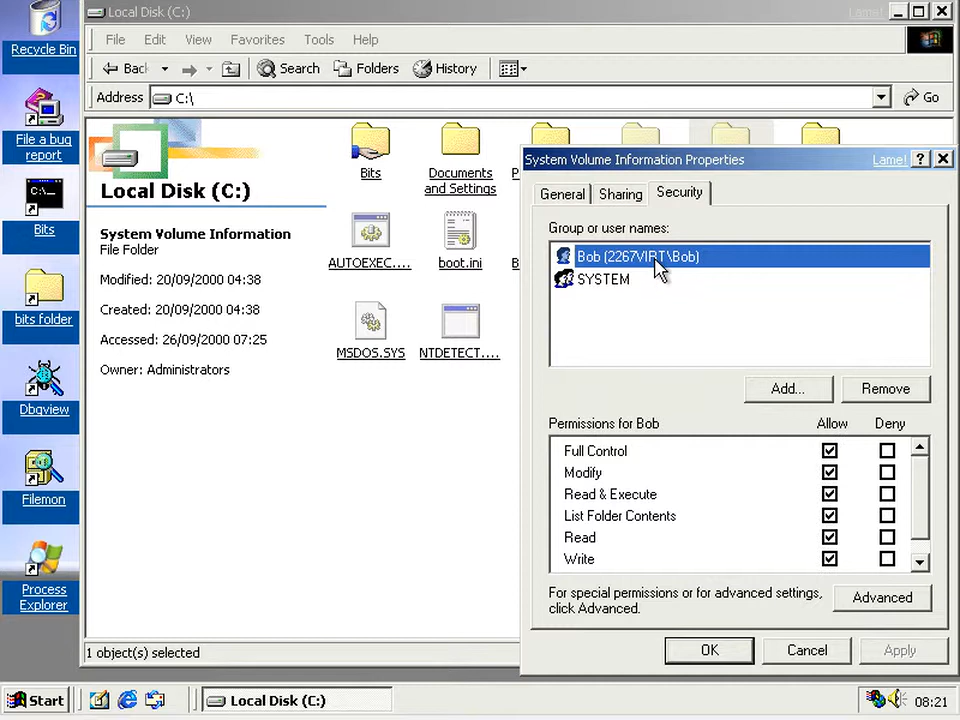 Recycle Bin
File a bug
report
C:\.
Bits
bits folder
Dbgview
Filemon
Process
Explorer
Local Disk (C:)
Lame!
File Edit View Favorites Tools Help
Back Search Folders History
Address C:\ Go
Local Disk (C:)
System Volume Information
File Folder
Modified: 20/09/2000 04:38
Created: 20/09/2000 04:38
Accessed: 26/09/2000 07:25
Owner: Administrators
Bits
Documents
and Settings
AUTOEXEC....
boot.ini
MSDOS.SYS
NTDETECT....
1 object(s) selected
System Volume Information Properties
Lame!
General Sharing Security
Group or user names:
Bob (2267VIRT\Bob)
SYSTEM
Add... Remove
Permissions for Bob Allow Deny
Full Control
Modify
Read & Execute
List Folder Contents
Read
Write
For special permissions or for advanced settings,
click Advanced.
Advanced
OK Cancel Apply
Start
Local Disk (C:)
08:21